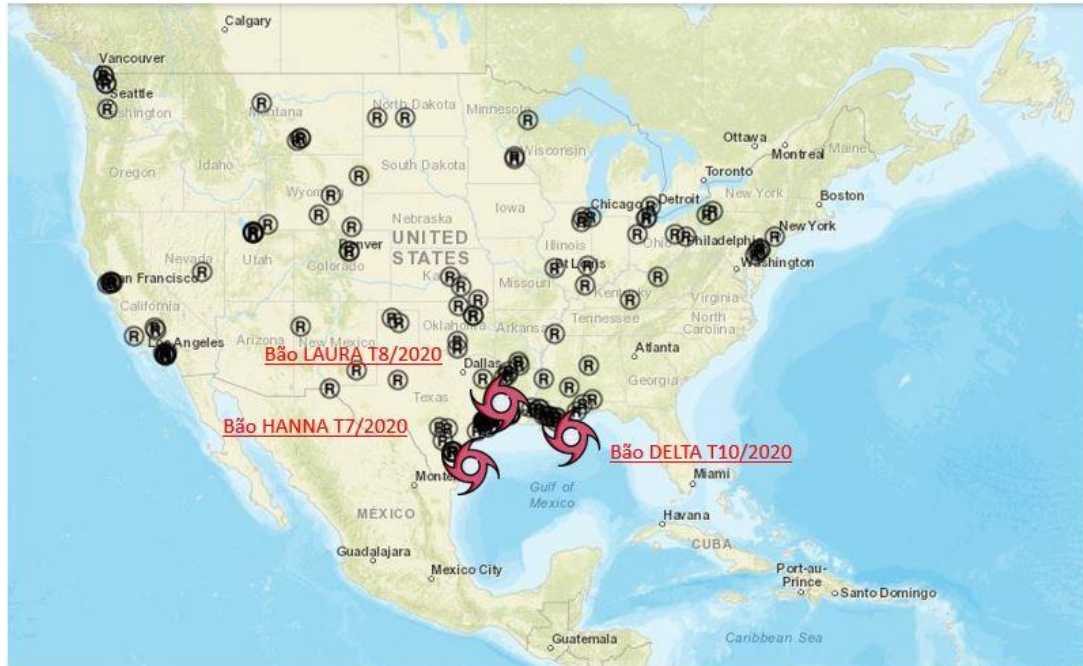 Calgary
Vancouver
Seattle
Washington
Montana
North Dakota
Minnesota
Ottawa
Montreal
Maine
Oregon
Idaho
South Dakota
Wisconsin
Toronto
Wyoming
New York
Boston
Iowa
Chicago
Detroit
Nebraska
New York
Nevada
Utah
Denver
UNITED
STATES
Illinois
Ohio
Philadelphia
San Francisco
Colorado
St Louis
Washington
Missouri
Kentucky
Virginia
California
Oklahoma
Arkansas
Tennessee
North
Carolina
Los Angeles
Arizona
New Mexico
Atlanta
Bão LAURA T8/2020
Dallas
Georgia
Texas
Bão HANNA T7/2020
Bão DELTA T10/2020
Miami
Gulf of
Mexico
MÉXICO
Havana
CUBA
Guadalajara
Mexico City
Port-au-
Prince
Santo Domingo
Guatemala
Caribbean Sea
R